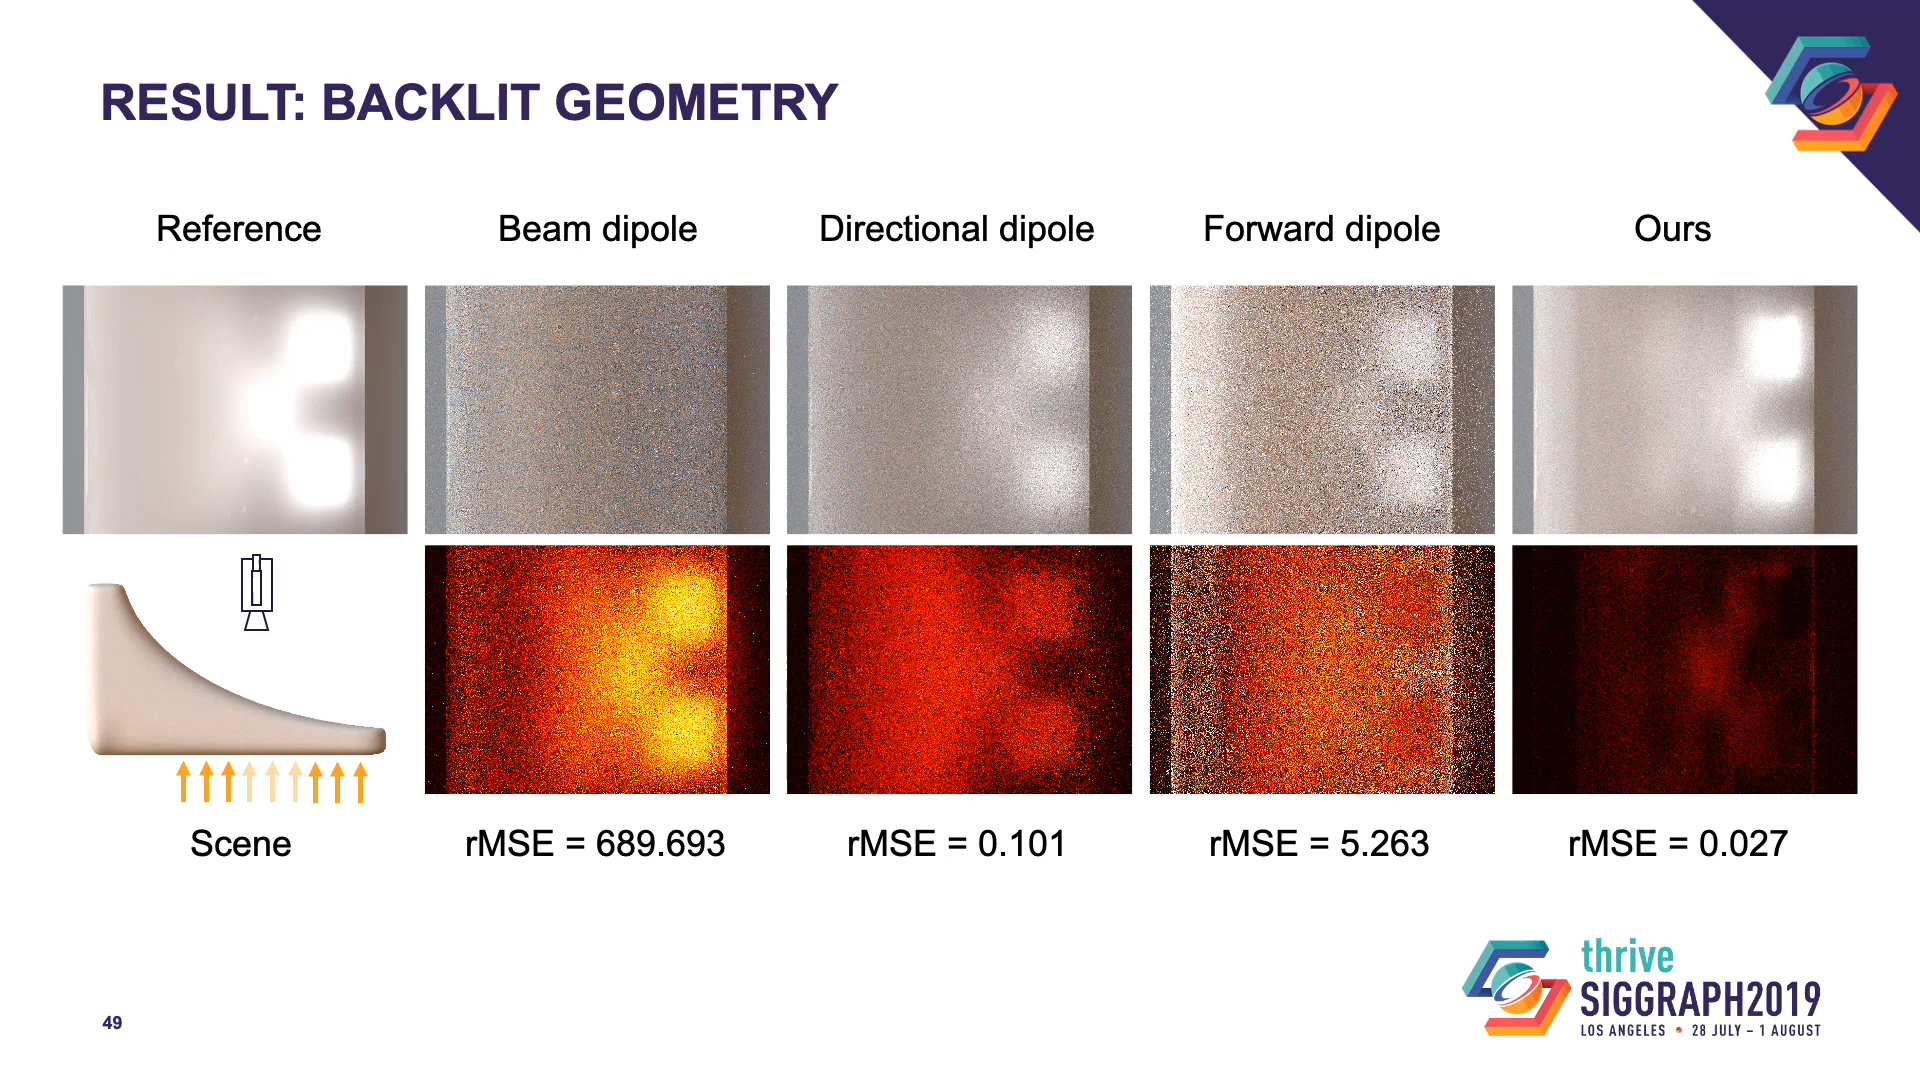 RESULT: BACKLIT GEOMETRY
Reference
Beam dipole
Directional dipole
Forward dipole
Ours
Scene
rMSE = 689.693
rMSE = 0.101
rMSE = 5.263
rMSE = 0.027
thrive
SIGGRAPH2019
LOS ANGELES • 28 JULY – 1 AUGUST
49